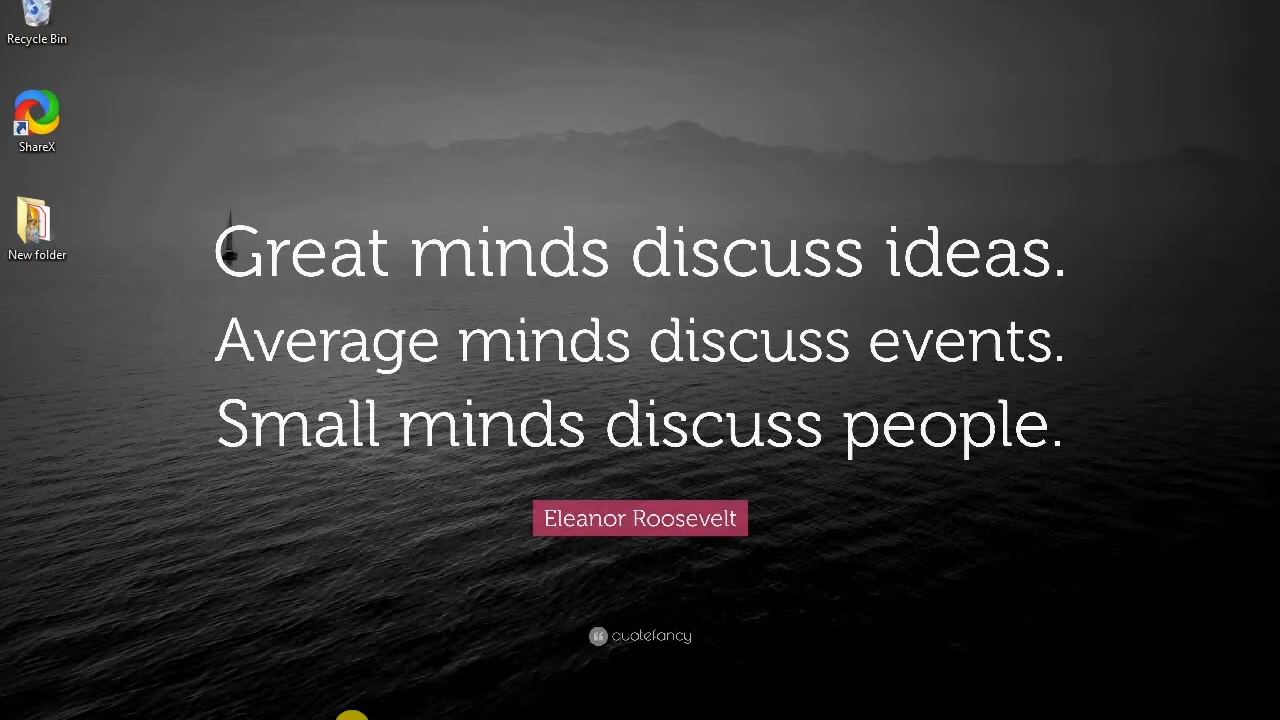 Recycle Bin
ShareX
New folder
Great minds discuss ideas.
Average minds discuss events.
Small minds discuss people.
Eleanor Roosevelt
quotefancy